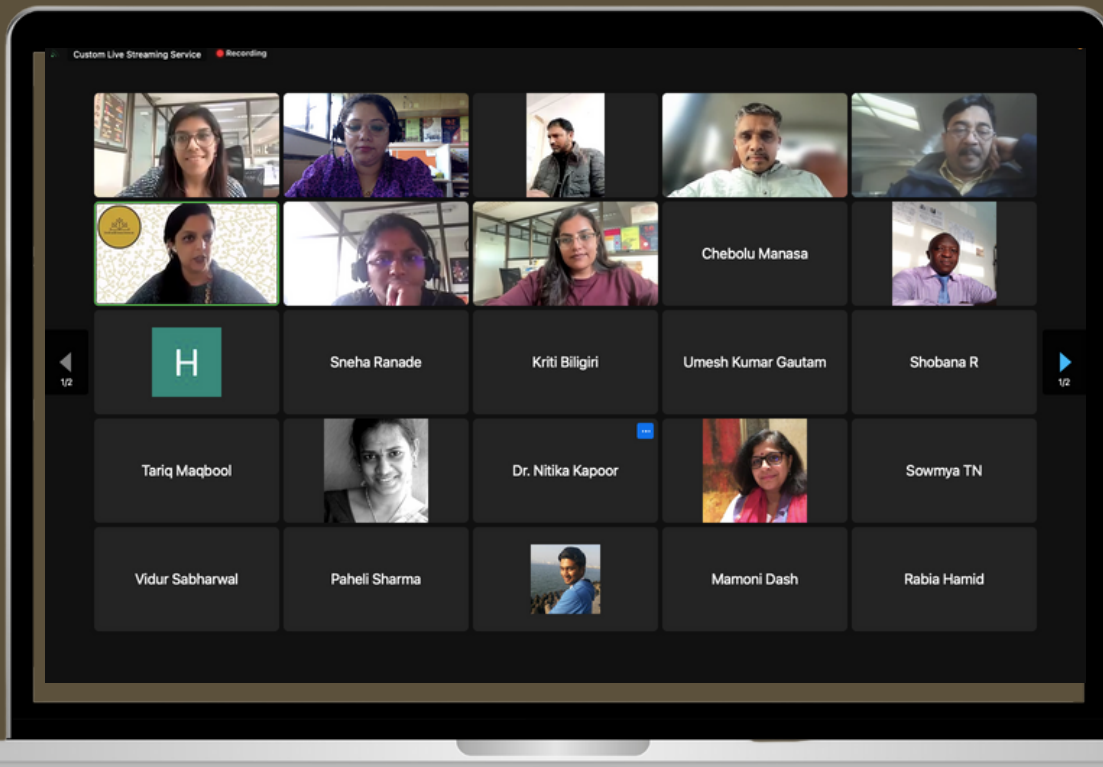 Custom Live Streaming Service Recording
Chebolu Manasa
H
Sneha Ranade
Kriti Biligiri
Umesh Kumar Gautam
Shobana R
1/2
1/2
Tariq Maqbool
Dr. Nitika Kapoor
Sowmya TN
Vidur Sabharwal
Paheli Sharma
Mamoni Dash
Rabia Hamid